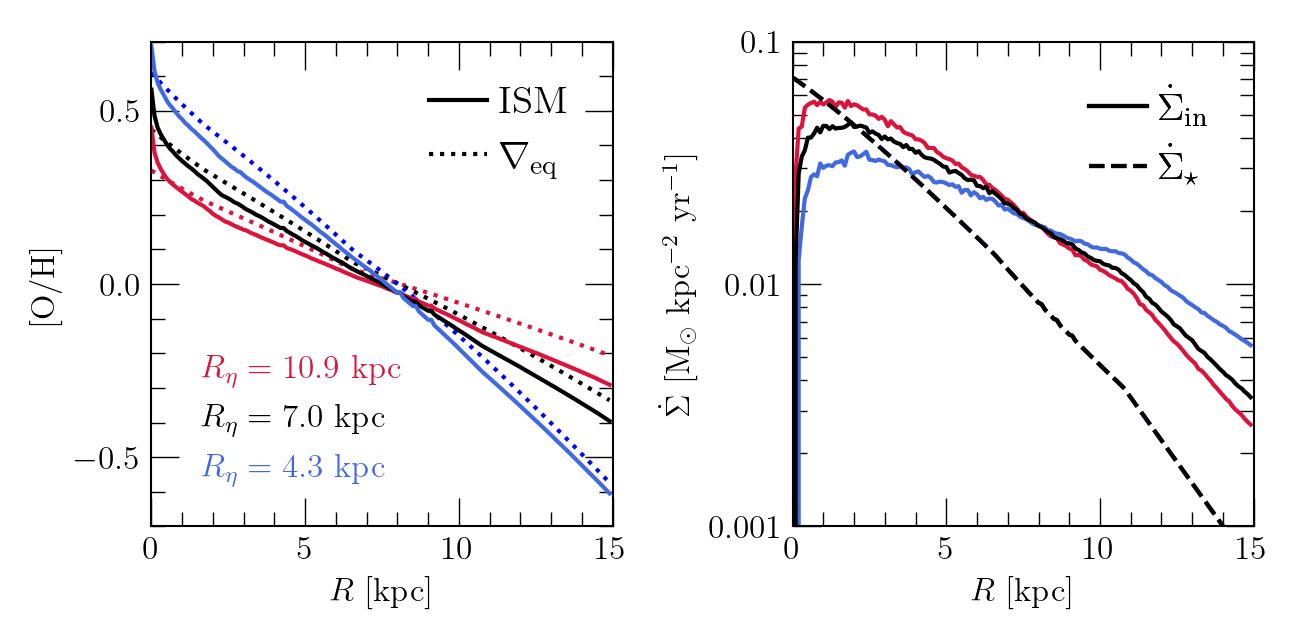 [O/H]
0.5
0.0
−0.5
ISM
∇eq
Rη = 10.9 kpc
Rη = 7.0 kpc
Rη = 4.3 kpc
0 5 10 15
R [kpc]
Σ̇ [M⊙ kpc⁻² yr⁻¹]
0.1
0.01
0.001
Σ̇in
Σ̇⋆
0 5 10 15
R [kpc]